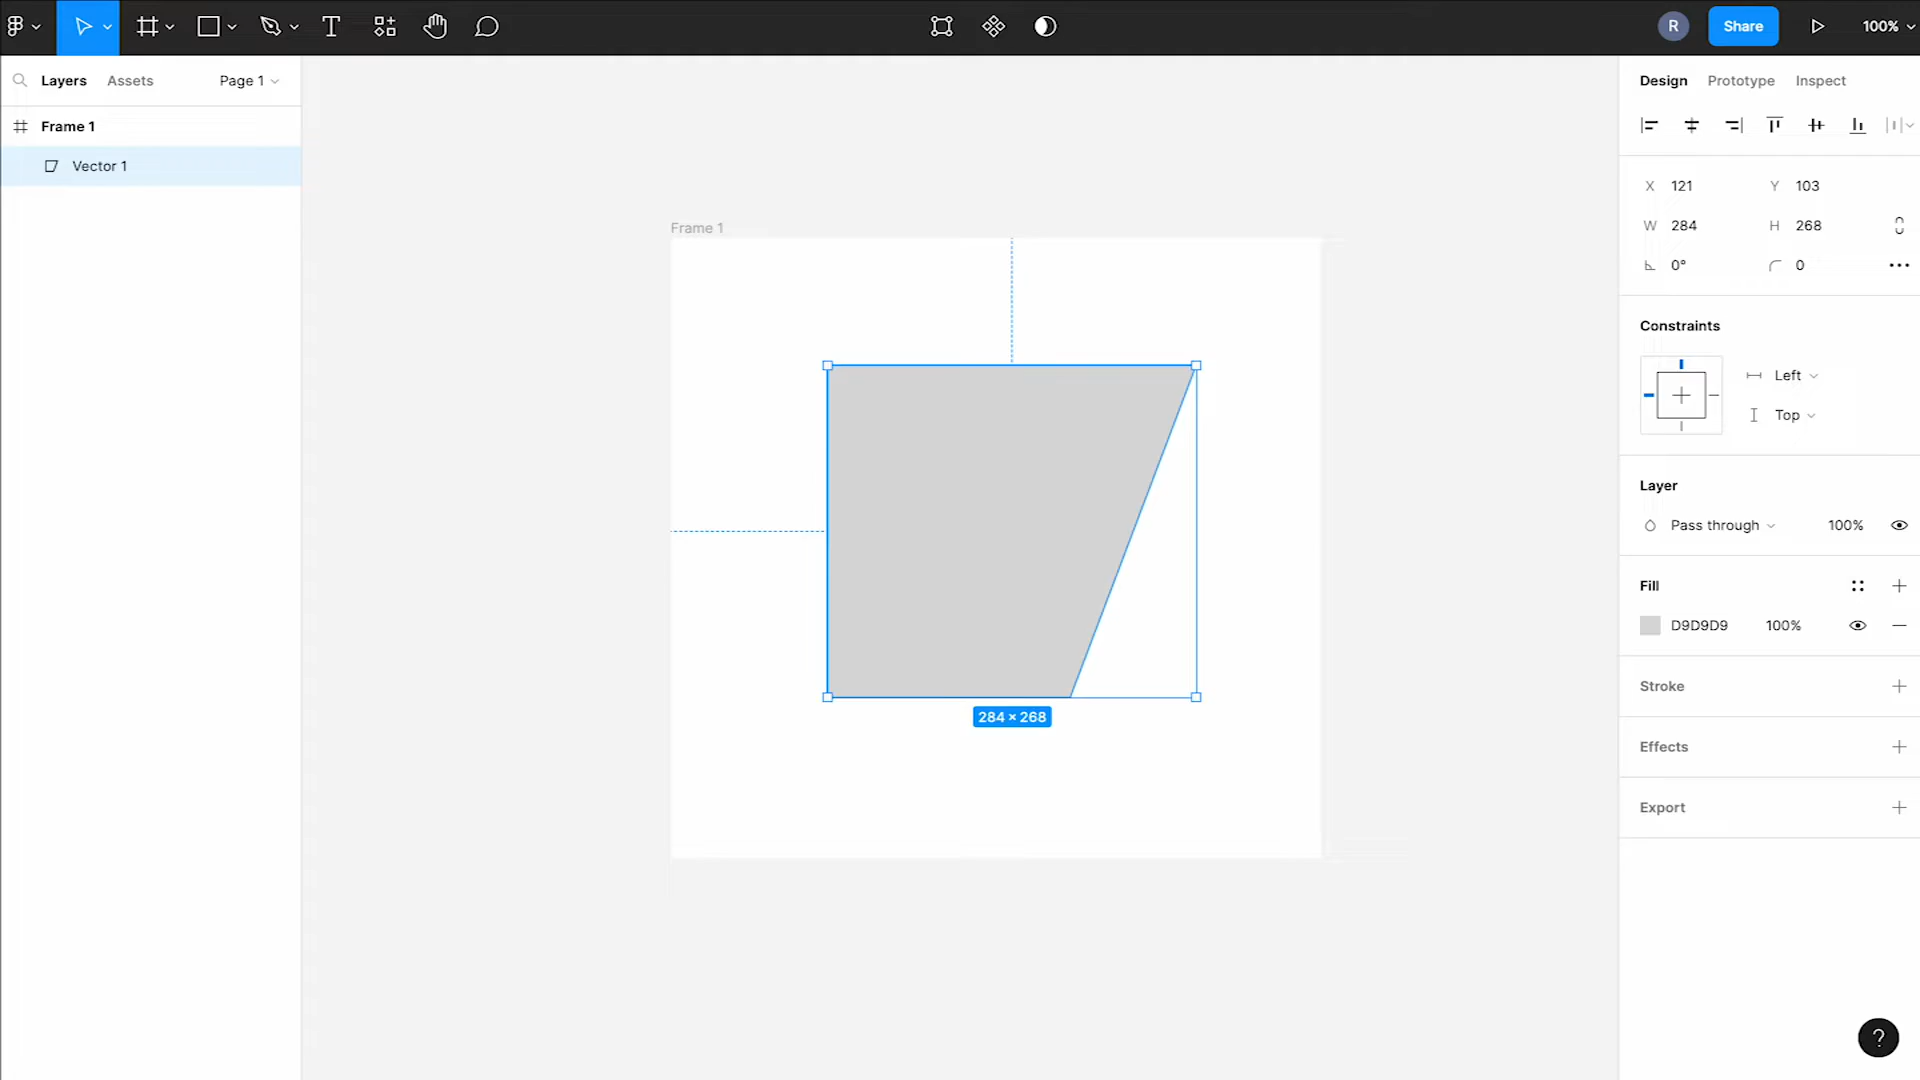 T
R
Share
100%
Layers
Assets
Page 1
Design
Prototype
Inspect
Frame 1
Vector 1
X 121
Y 103
W 284
H 268
0°
0
Frame 1
Constraints
Left
Top
Layer
Pass through
100%
Fill
D9D9D9
100%
284 × 268
Stroke
Effects
Export
?